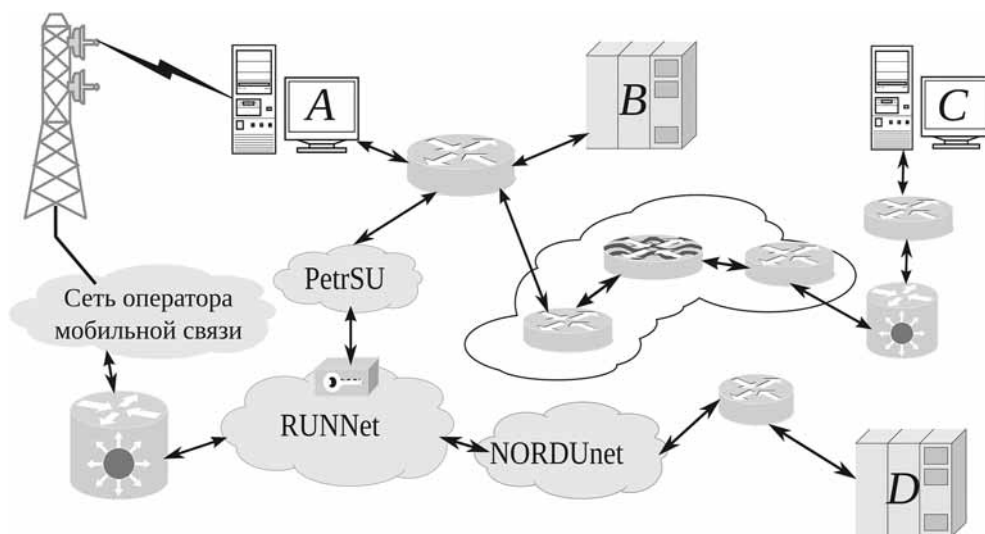 A
B
C
PetrSU
Сеть оператора
мобильной связи
RUNNet
NORDUnet
D